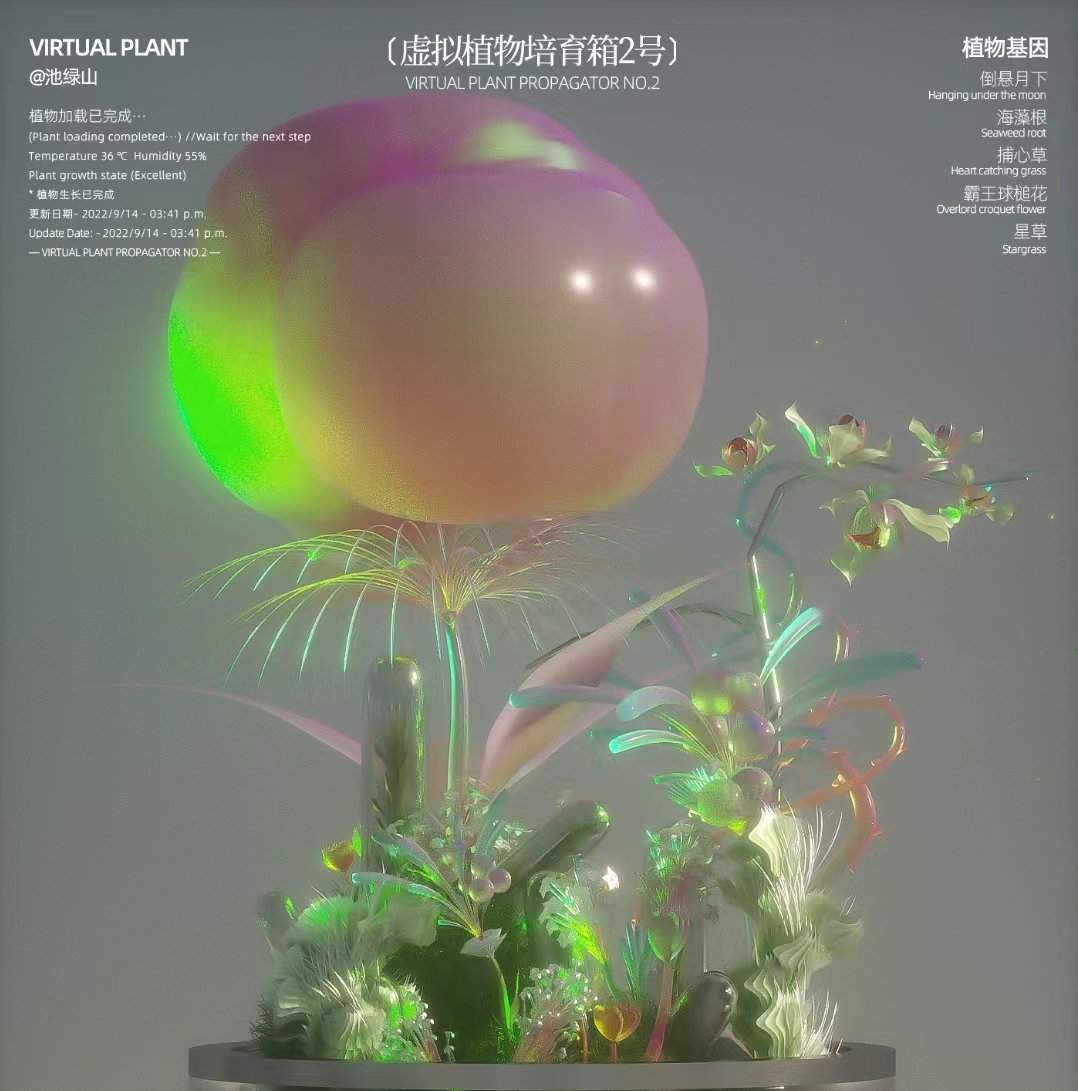 VIRTUAL PLANT
@池绿山
植物加载已完成···
(Plant loading completed···) //Wait for the next step
Temperature 36 ℃ Humidity 55%
Plant growth state (Excellent)
* 植物生长已完成
更新日期- 2022/9/14 - 03:41 p.m.
Update Date: - 2022/9/14 - 03:41 p.m.
— VIRTUAL PLANT PROPAGATOR NO.2 —
〔虚拟植物培育箱2号〕
VIRTUAL PLANT PROPAGATOR NO.2
植物基因
倒悬月下
Hanging under the moon
海藻根
Seaweed root
捕心草
Heart catching grass
霸王球槌花
Overlord croquet flower
星草
Stargrass